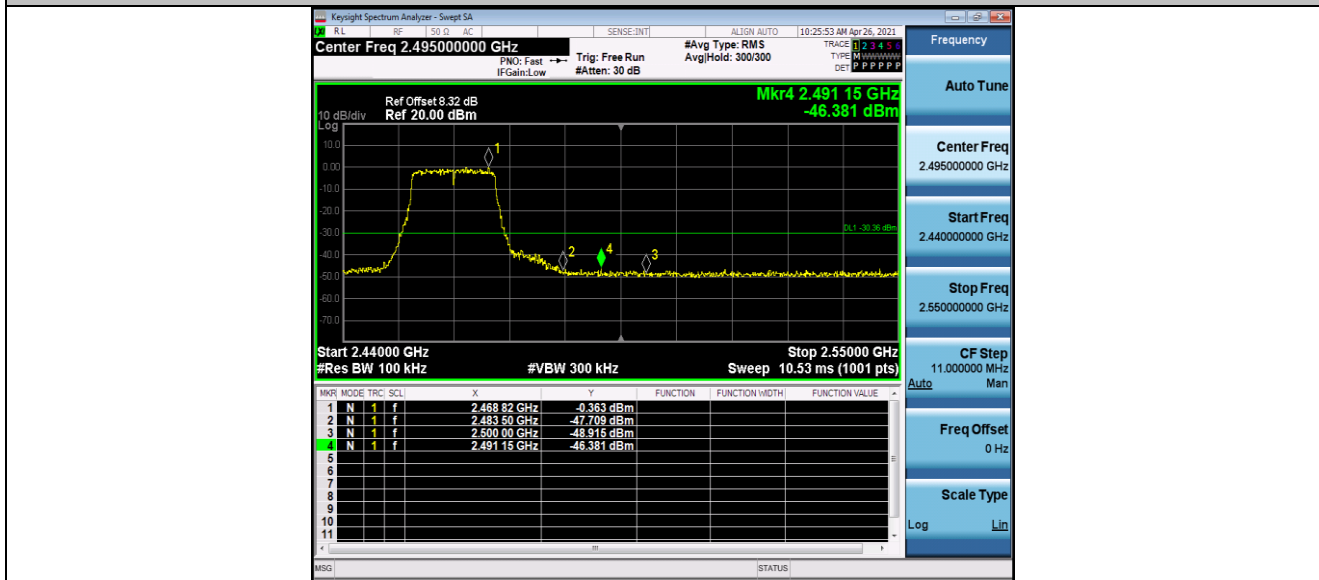 Keysight Spectrum Analyzer - Swept SA
RL RF 50 Ω AC SENSE:INT ALIGN AUTO 10:25:53 AM Apr 26, 2021
Center Freq 2.495000000 GHz
PNO: Fast
IFGain:Low
Trig: Free Run
#Atten: 30 dB
#Avg Type: RMS
Avg|Hold: 300/300
TRACE 1 2 3 4 5 6
TYPE M WWWWW
DET P P P P P P
Mkr4 2.491 15 GHz
-46.381 dBm
Ref Offset 8.32 dB
10 dB/div Ref 20.00 dBm
Log
10.0
0.00
-10.0
-20.0
-30.0
-40.0
-50.0
-60.0
-70.0
1
2
4
3
DL1 -30.36 dBm
Start 2.44000 GHz Stop 2.55000 GHz
#Res BW 100 kHz #VBW 300 kHz Sweep 10.53 ms (1001 pts)
MKR MODE TRC SCL X Y FUNCTION FUNCTION WIDTH FUNCTION VALUE
1 N 1 f 2.468 82 GHz -0.363 dBm
2 N 1 f 2.483 50 GHz -47.709 dBm
3 N 1 f 2.500 00 GHz -48.915 dBm
4 N 1 f 2.491 15 GHz -46.381 dBm
5
6
7
8
9
10
11
MSG STATUS
Frequency
Auto Tune
Center Freq
2.495000000 GHz
Start Freq
2.440000000 GHz
Stop Freq
2.550000000 GHz
CF Step
11.000000 MHz
Auto Man
Freq Offset
0 Hz
Scale Type
Log Lin